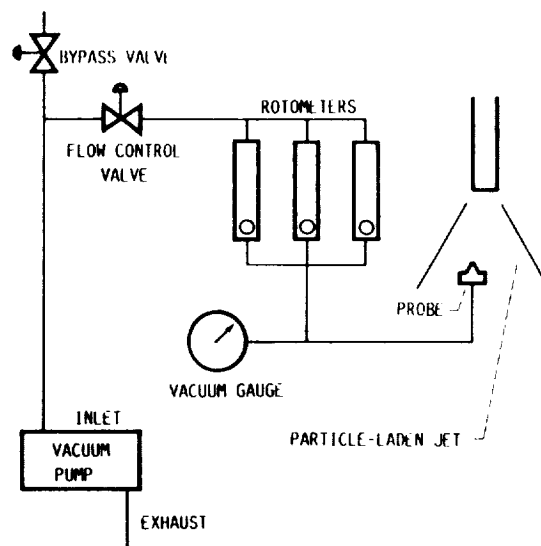 BYPASS VALVE
ROTOMETERS
FLOW CONTROL
VALVE
PROBE
VACUUM GAUGE
INLET
PARTICLE-LADEN JET
VACUUM
PUMP
EXHAUST